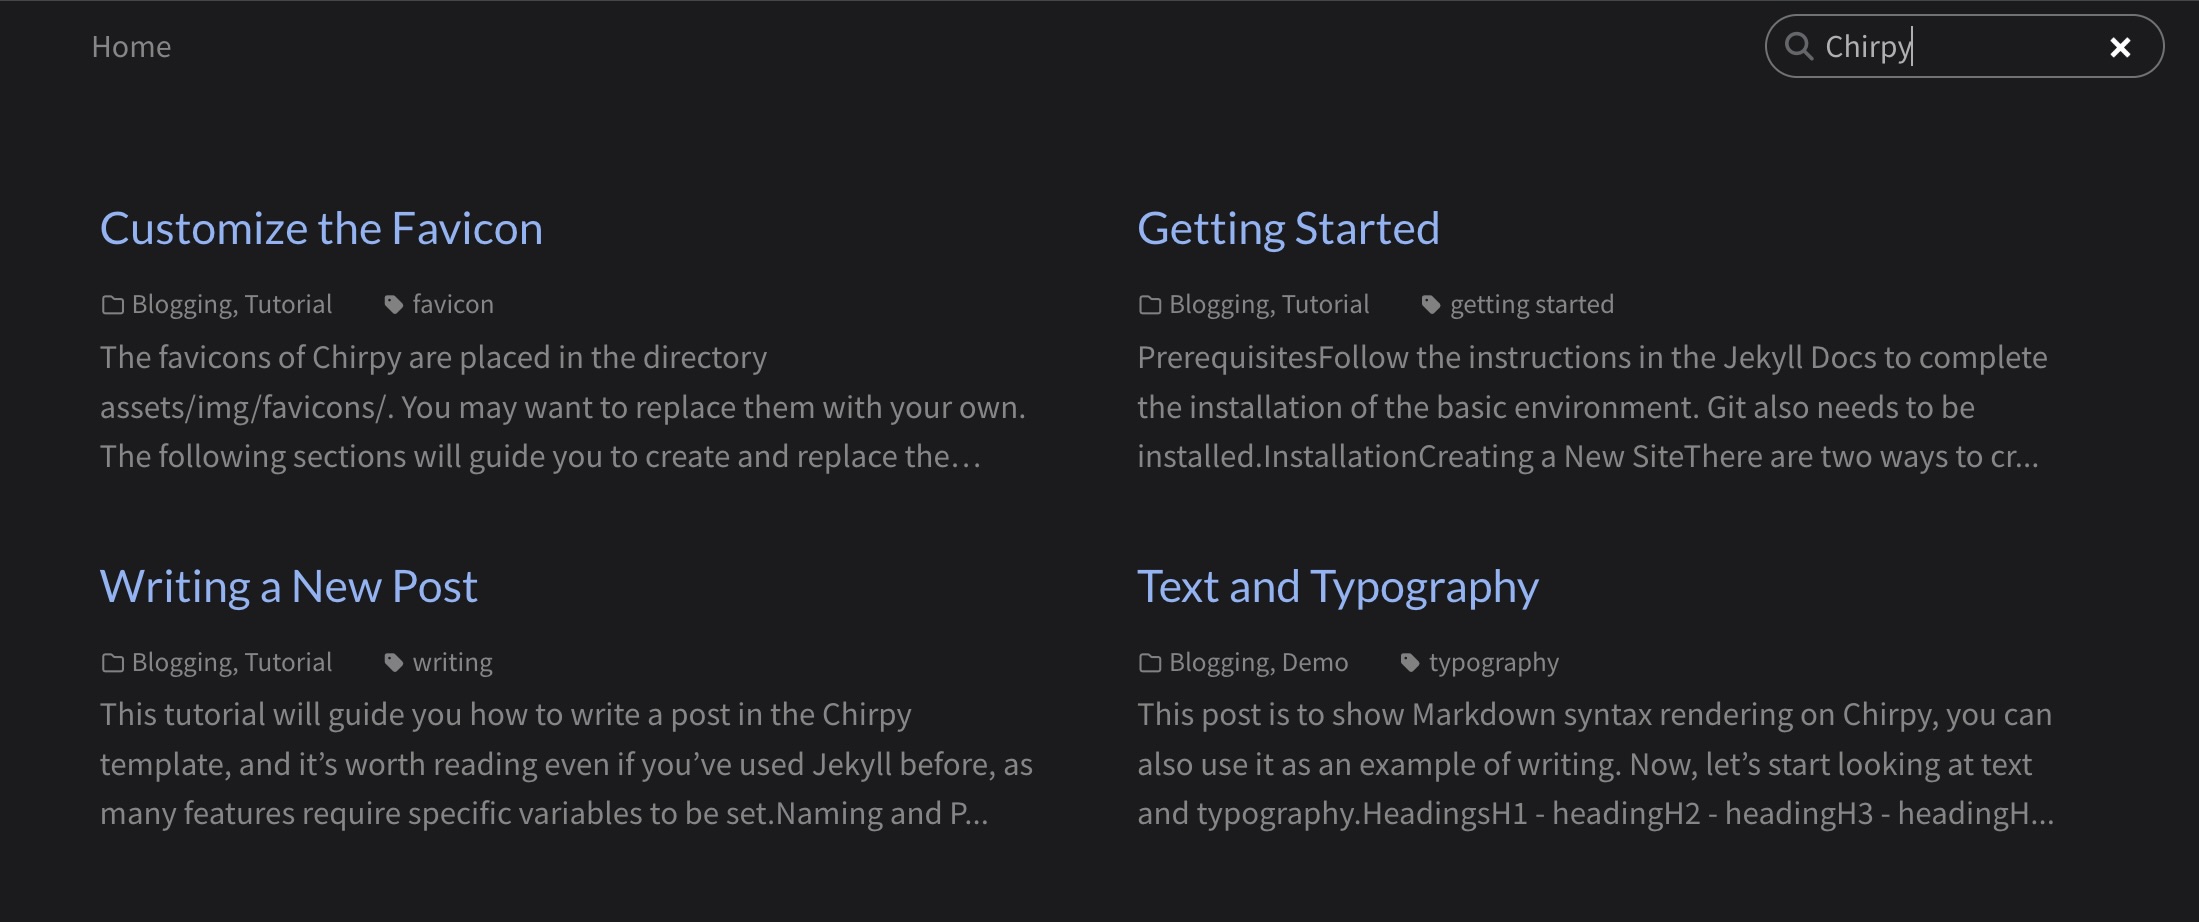 Home
Chirpy
Customize the Favicon
Blogging, Tutorial favicon
The favicons of Chirpy are placed in the directory
assets/img/favicons/. You may want to replace them with your own.
The following sections will guide you to create and replace the…
Getting Started
Blogging, Tutorial getting started
PrerequisitesFollow the instructions in the Jekyll Docs to complete
the installation of the basic environment. Git also needs to be
installed.InstallationCreating a New SiteThere are two ways to cr...
Writing a New Post
Blogging, Tutorial writing
This tutorial will guide you how to write a post in the Chirpy
template, and it’s worth reading even if you’ve used Jekyll before, as
many features require specific variables to be set.Naming and P...
Text and Typography
Blogging, Demo typography
This post is to show Markdown syntax rendering on Chirpy, you can
also use it as an example of writing. Now, let’s start looking at text
and typography.HeadingsH1 - headingH2 - headingH3 - headingH...